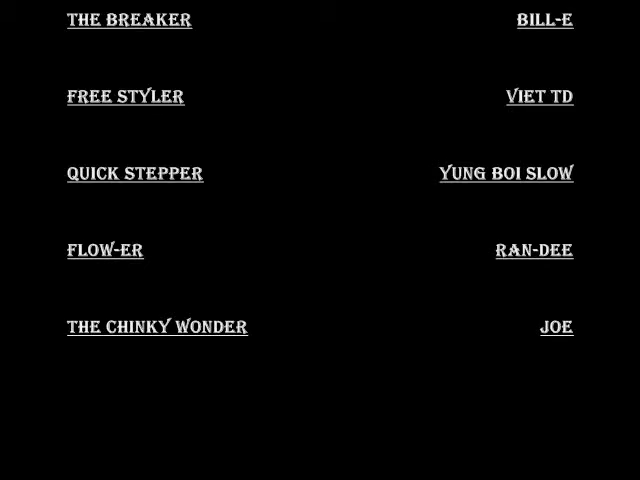 THE BREAKER BILL-E
FREE STYLER VIET TD
QUICK STEPPER YUNG BOI SLOW
FLOW-ER RAN-DEE
THE CHINKY WONDER JOE